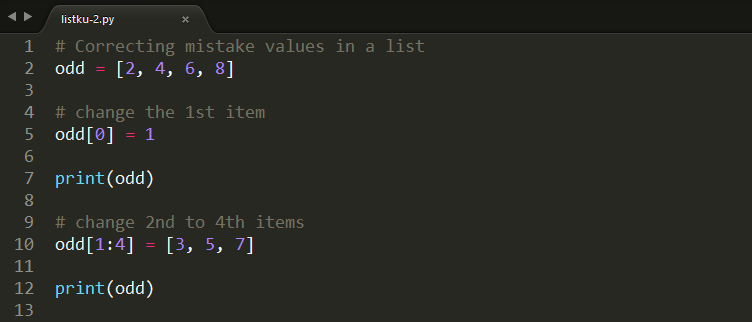 listku-2.py ×
1 # Correcting mistake values in a list
2 odd = [2, 4, 6, 8]
3
4 # change the 1st item
5 odd[0] = 1
6
7 print(odd)
8
9 # change 2nd to 4th items
10 odd[1:4] = [3, 5, 7]
11
12 print(odd)
13